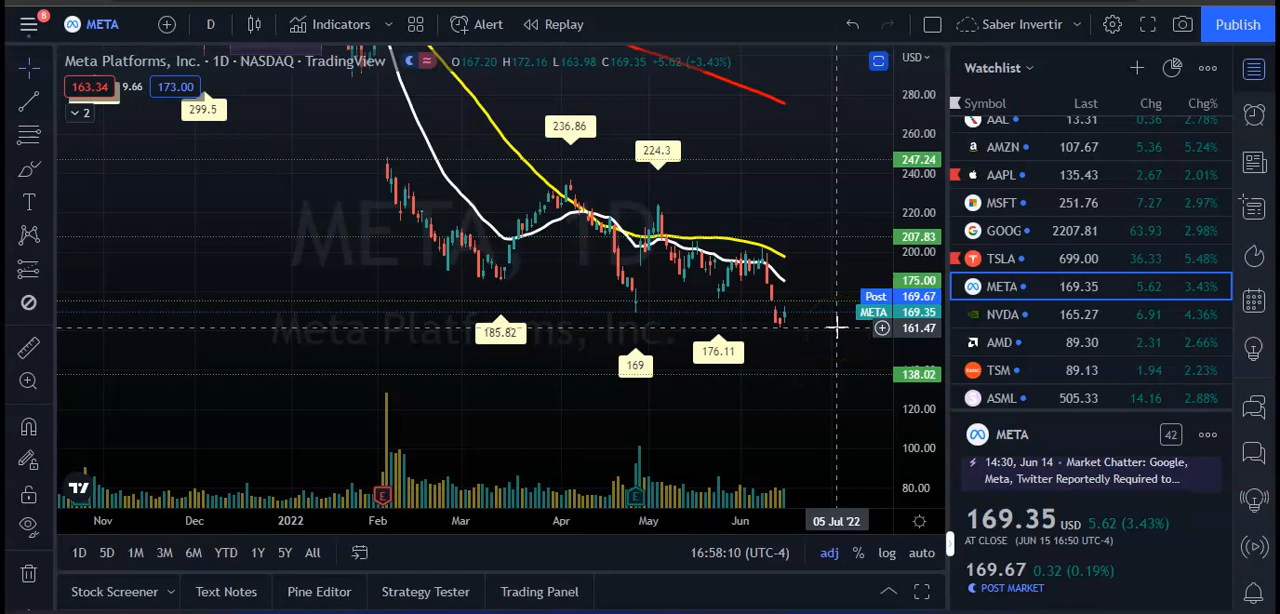 8
META
D
Indicators
Alert
Replay
Saber Invertir
Publish
Meta Platforms, Inc. · 1D · NASDAQ · TradingView
O167.20 H172.16 L163.98 C169.35 +5.62 (+3.43%)
163.34
9.66
173.00
2
299.5
236.86
224.3
185.82
169
176.11
META, 1D
Meta Platforms, Inc.
USD
280.00
260.00
247.24
240.00
220.00
207.83
200.00
175.00
Post 169.67
META 169.35
161.47
138.02
120.00
100.00
80.00
E
E
Nov
Dec
2022
Feb
Mar
Apr
May
Jun
05 Jul '22
1D
5D
1M
3M
6M
YTD
1Y
5Y
All
16:58:10 (UTC-4)
adj
%
log
auto
Stock Screener
Text Notes
Pine Editor
Strategy Tester
Trading Panel
Watchlist
Symbol Last Chg Chg%
AAL 13.31 0.36 2.78%
AMZN 107.67 5.36 5.24%
AAPL 135.43 2.67 2.01%
MSFT 251.76 7.27 2.97%
GOOG 2207.81 63.93 2.98%
TSLA 699.00 36.33 5.48%
META 169.35 5.62 3.43%
NVDA 165.27 6.91 4.36%
AMD 89.30 2.31 2.66%
TSM 89.13 1.94 2.23%
ASML 505.33 14.16 2.88%
META
42
14:30, Jun 14 · Market Chatter: Google,
Meta, Twitter Reportedly Required to...
169.35 USD 5.62 (3.43%)
AT CLOSE (JUN 15 16:50 UTC-4)
169.67 0.32 (0.19%)
POST MARKET